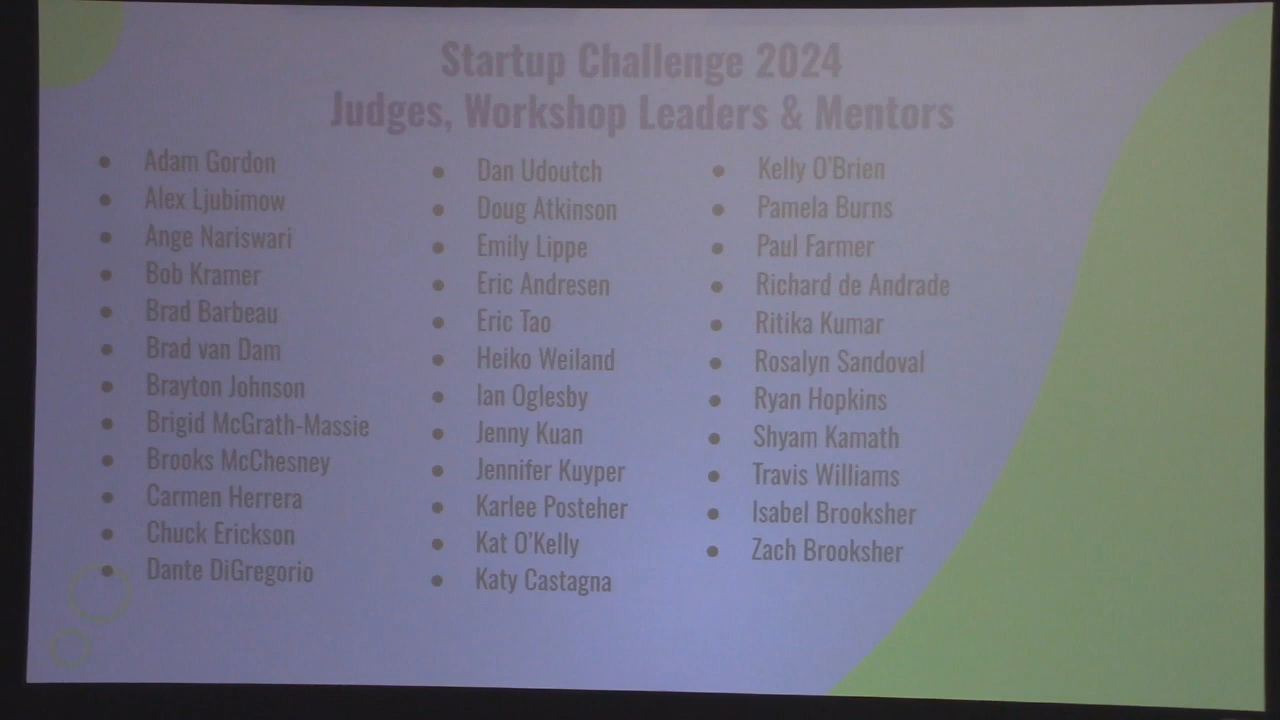 Startup Challenge 2024
Judges, Workshop Leaders & Mentors
Adam Gordon
Alex Ljubimow
Ange Nariswari
Bob Kramer
Brad Barbeau
Brad van Dam
Brayton Johnson
Brigid McGrath-Massie
Brooks McChesney
Carmen Herrera
Chuck Erickson
Dante DiGregorio
Dan Udoutch
Doug Atkinson
Emily Lippe
Eric Andresen
Eric Tao
Heiko Weiland
Ian Oglesby
Jenny Kuan
Jennifer Kuyper
Karlee Posteher
Kat O'Kelly
Katy Castagna
Kelly O'Brien
Pamela Burns
Paul Farmer
Richard de Andrade
Ritika Kumar
Rosalyn Sandoval
Ryan Hopkins
Shyam Kamath
Travis Williams
Isabel Brooksher
Zach Brooksher